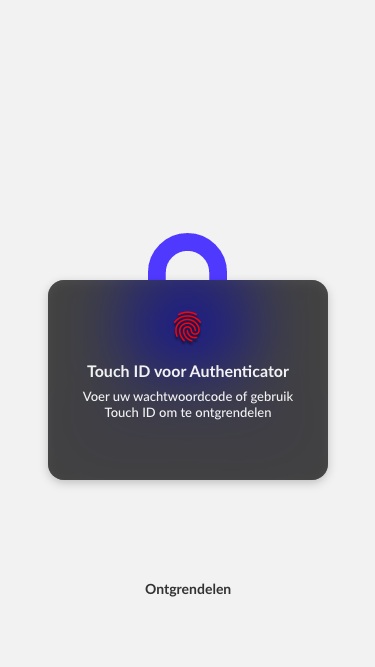 Touch ID voor Authenticator
Voer uw wachtwoordcode of gebruik
Touch ID om te ontgrendelen
Ontgrendelen